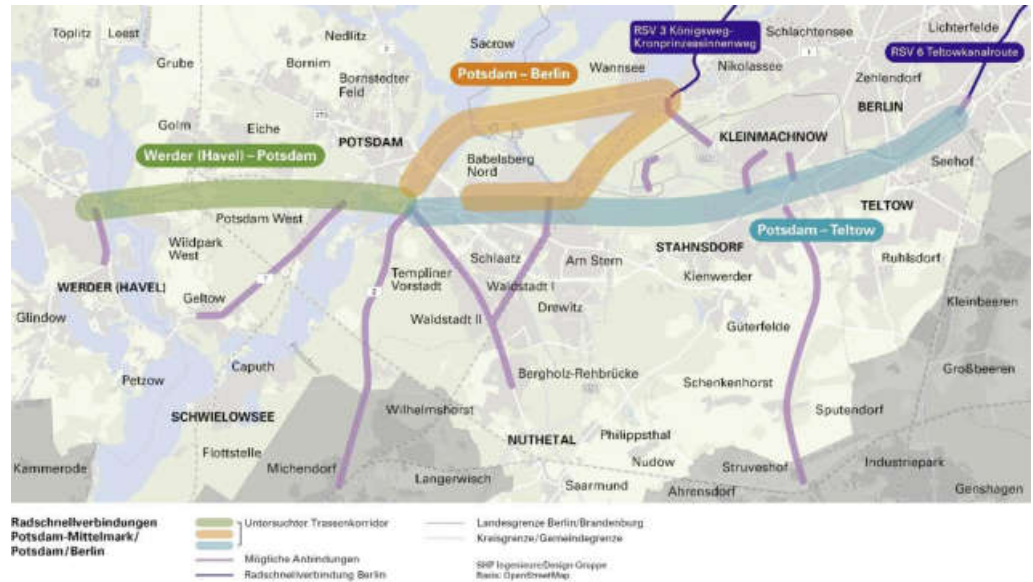 Töplitz
Leest
Nedlitz
Sacrow
RSV 3 Königsweg-
Kronprinzessinnenweg
Schlachtensee
Lichterfelde
RSV 6 Teltowkanalroute
Grube
Bornim
Bornstedter
Feld
Potsdam – Berlin
Wannsee
Nikolassee
Zehlendorf
BERLIN
Golm
Eiche
273
POTSDAM
KLEINMACHNOW
Werder (Havel) – Potsdam
Babelsberg
Nord
Seehof
Potsdam West
TELTOW
Potsdam – Teltow
Wildpark
West
Schlaatz
Am Stern
STAHNSDORF
Ruhlsdorf
WERDER (HAVEL)
Geltow
Templiner
Vorstadt
Waldstadt I
Kienwerder
Glindow
2
Waldstadt II
Drewitz
Güterfelde
Kleinbeeren
Petzow
Caputh
Bergholz-Rehbrücke
Schenkenhorst
Großbeeren
SCHWIELOWSEE
Wilhelmshorst
Sputendorf
Flottstelle
NUTHETAL
Philippsthal
Kammerode
Michendorf
Langerwisch
Nudow
Struveshof
Industriepark
Saarmund
Ahrensdorf
Genshagen
Radschnellverbindungen
Potsdam-Mittelmark/
Potsdam/Berlin
Untersuchter Trassenkorridor
Mögliche Anbindungen
Radschnellverbindung Berlin
Landesgrenze Berlin/Brandenburg
Kreisgrenze/Gemeindegrenze
SHP Ingenieure/Design-Gruppe
Basis: OpenStreetMap